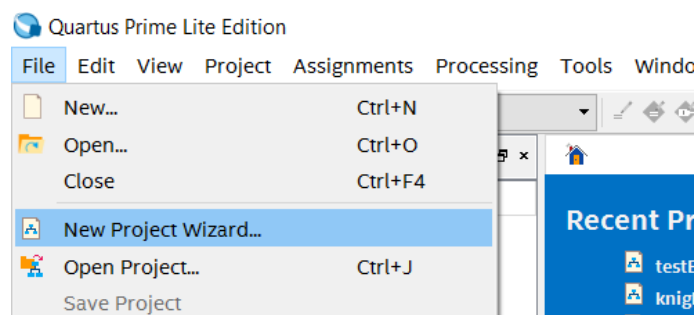 Quartus Prime Lite Edition
File Edit View Project Assignments Processing Tools Windo
New... Ctrl+N
Open... Ctrl+O
Close Ctrl+F4
New Project Wizard...
Open Project... Ctrl+J
Save Project
Recent Pr
testE
knigh